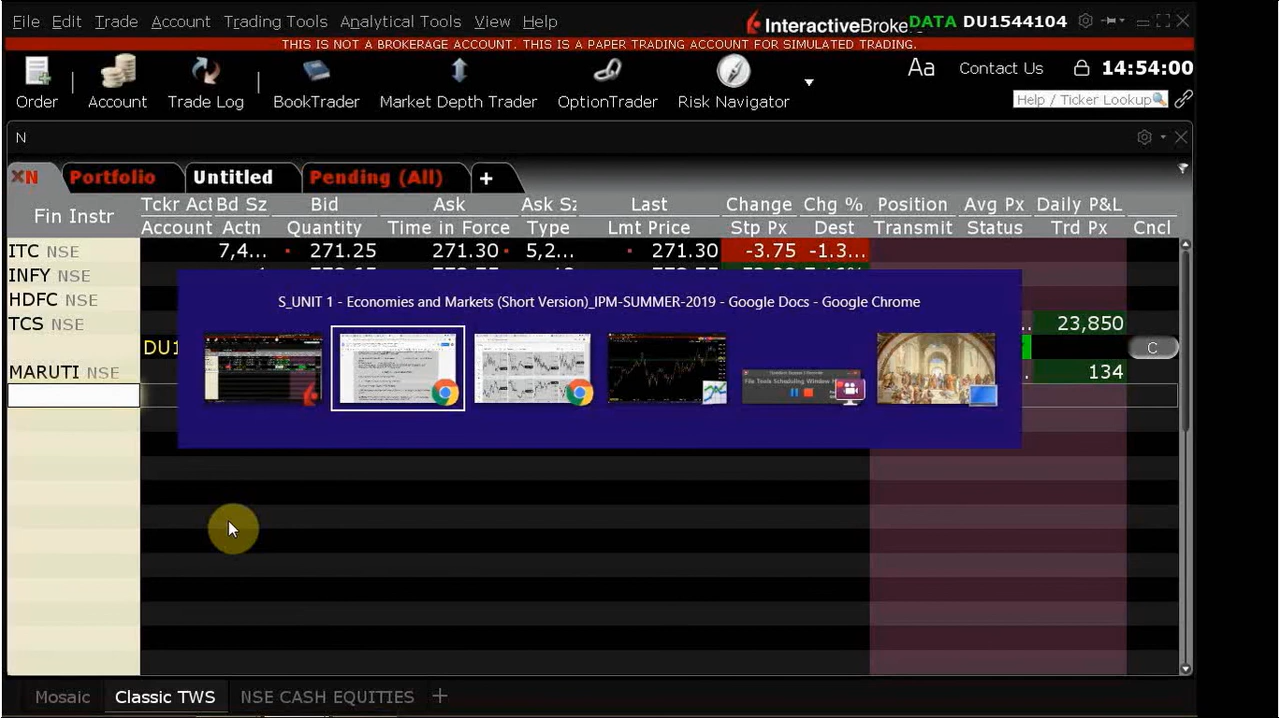 File Edit Trade Account Trading Tools Analytical Tools View Help InteractiveBroke DATA DU1544104
THIS IS NOT A BROKERAGE ACCOUNT. THIS IS A PAPER TRADING ACCOUNT FOR SIMULATED TRADING.
Order Account Trade Log BookTrader Market Depth Trader OptionTrader Risk Navigator Aa Contact Us 14:54:00
Help / Ticker Lookup
N
N Portfolio Untitled Pending (All) +
Fin Instr Tckr Act Bd Sz Bid Ask Ask Sz Last Change Chg % Position Avg Px Daily P&L
Account Actn Quantity Time in Force Type Lmt Price Stp Px Dest Transmit Status Trd Px Cncl
ITC NSE 7,4... 271.25 271.30 5,2... 271.30 -3.75 -1.3...
INFY NSE
HDFC NSE
TCS NSE 23,850
DU1 C
MARUTI NSE 134
S_UNIT 1 - Economies and Markets (Short Version)_IPM-SUMMER-2019 - Google Docs - Google Chrome
File Tools Scheduling Window
Mosaic Classic TWS NSE CASH EQUITIES +